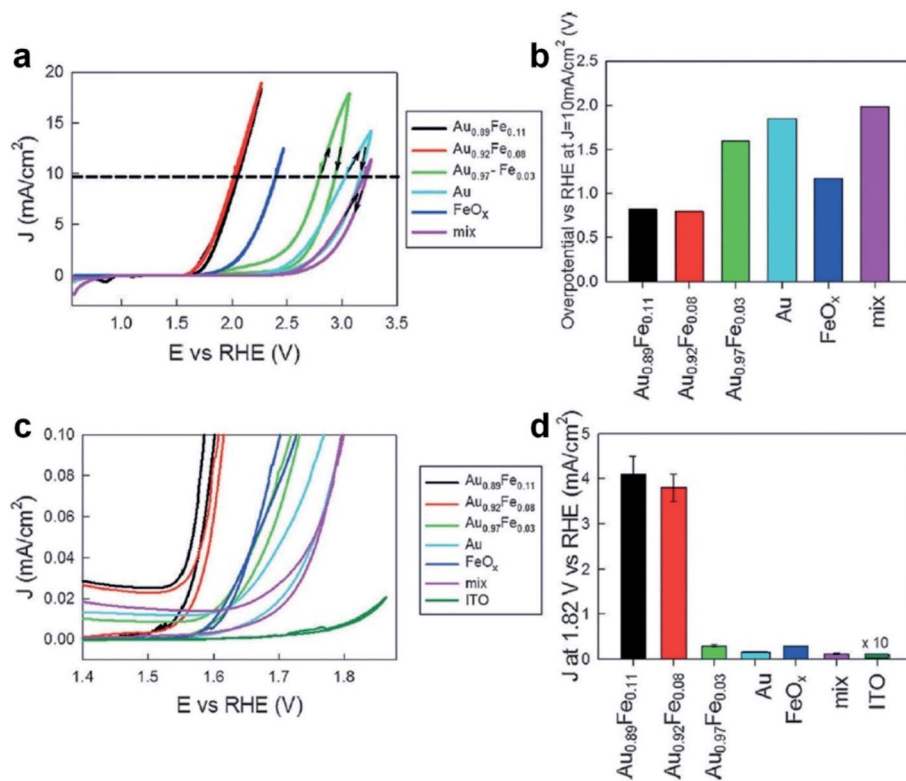 a
20
15
10
5
0
J (mA/cm²)
1.0 1.5 2.0 2.5 3.0 3.5
E vs RHE (V)
Au₀.₈₉Fe₀.₁₁
Au₀.₉₂Fe₀.₀₈
Au₀.₉₇- Fe₀.₀₃
Au
FeOₓ
mix
b
2.5
2.0
1.5
1.0
0.5
0.0
Overpotential vs RHE at J=10mA/cm² (V)
Au₀.₈₉Fe₀.₁₁
Au₀.₉₂Fe₀.₀₈
Au₀.₉₇Fe₀.₀₃
Au
FeOₓ
mix
c
0.10
0.08
0.06
0.04
0.02
0.00
J (mA/cm²)
1.4 1.5 1.6 1.7 1.8
E vs RHE (V)
Au₀.₈₉Fe₀.₁₁
Au₀.₉₂Fe₀.₀₈
Au₀.₉₇Fe₀.₀₃
Au
FeOₓ
mix
ITO
d
5
4
3
2
1
0
J at 1.82 V vs RHE (mA/cm²)
x 10
Au₀.₈₉Fe₀.₁₁
Au₀.₉₂Fe₀.₀₈
Au₀.₉₇Fe₀.₀₃
Au
FeOₓ
mix
ITO